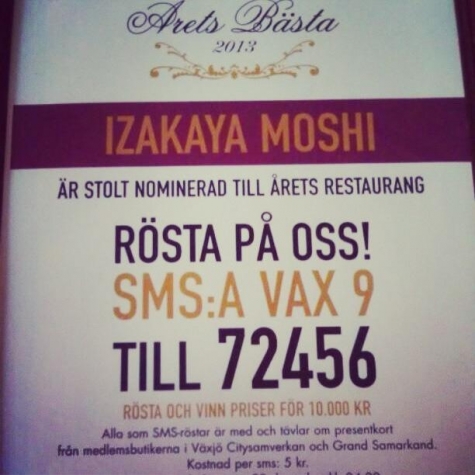 Årets Bästa
2013
IZAKAYA MOSHI
ÄR STOLT NOMINERAD TILL ÅRETS RESTAURANG
RÖSTA PÅ OSS!
SMS:A VAX 9
TILL 72456
RÖSTA OCH VINN PRISER FÖR 10.000 KR
Alla som SMS-röstar är med och tävlar om presentkort
från medlemsbutikerna i Växjö Citysamverkan och Grand Samarkand.
Kostnad per sms: 5 kr.